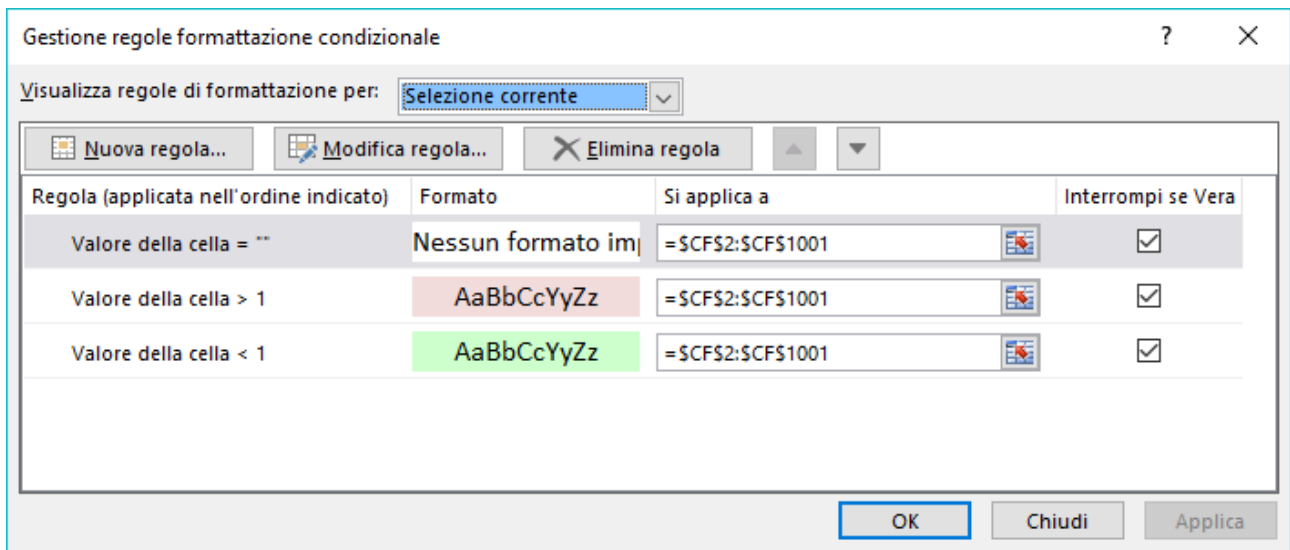 Gestione regole formattazione condizionale ?
Visualizza regole di formattazione per: Selezione corrente
Nuova regola... Modifica regola... Elimina regola
Regola (applicata nell'ordine indicato) Formato Si applica a Interrompi se Vera
Valore della cella = "" Nessun formato imp =$CF$2:$CF$1001
Valore della cella > 1 AaBbCcYyZz =$CF$2:$CF$1001
Valore della cella < 1 AaBbCcYyZz =$CF$2:$CF$1001
OK Chiudi Applica